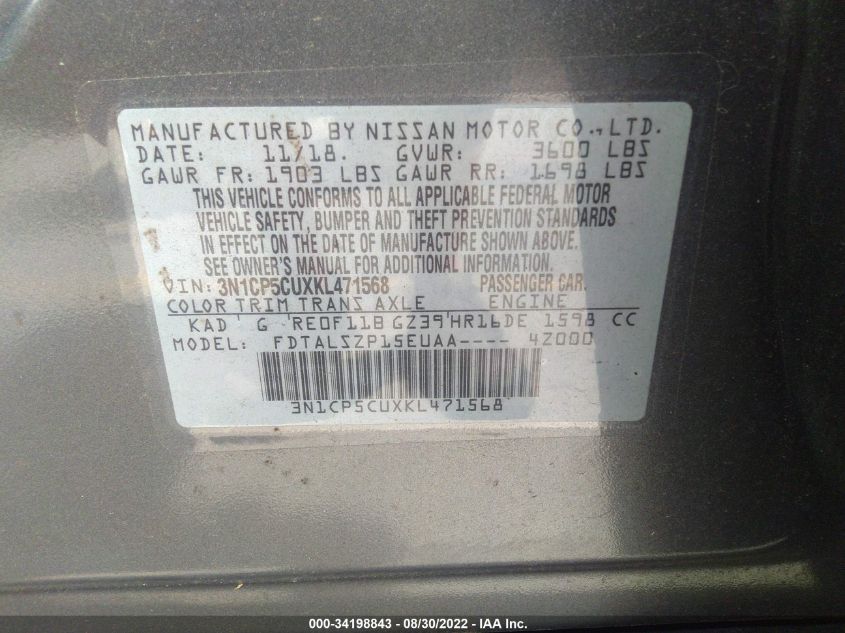 MANUFACTURED BY NISSAN MOTOR CO.,LTD.
DATE: 11/18. GVWR: 3600 LBS
GAWR FR: 1903 LBS GAWR RR: 1698 LBS
THIS VEHICLE CONFORMS TO ALL APPLICABLE FEDERAL MOTOR
VEHICLE SAFETY, BUMPER AND THEFT PREVENTION STANDARDS
IN EFFECT ON THE DATE OF MANUFACTURE SHOWN ABOVE.
SEE OWNER'S MANUAL FOR ADDITIONAL INFORMATION.
VIN: 3N1CP5CUXKL471568 PASSENGER CAR.
COLOR TRIM TRANS AXLE ENGINE
KAD G RE0F11B GZ39 HR16DE 1598 CC
MODEL: FDTALSZP15EUAA---- 4Z000
3N1CP5CUXKL471568
000-34198843 - 08/30/2022 - IAA Inc.